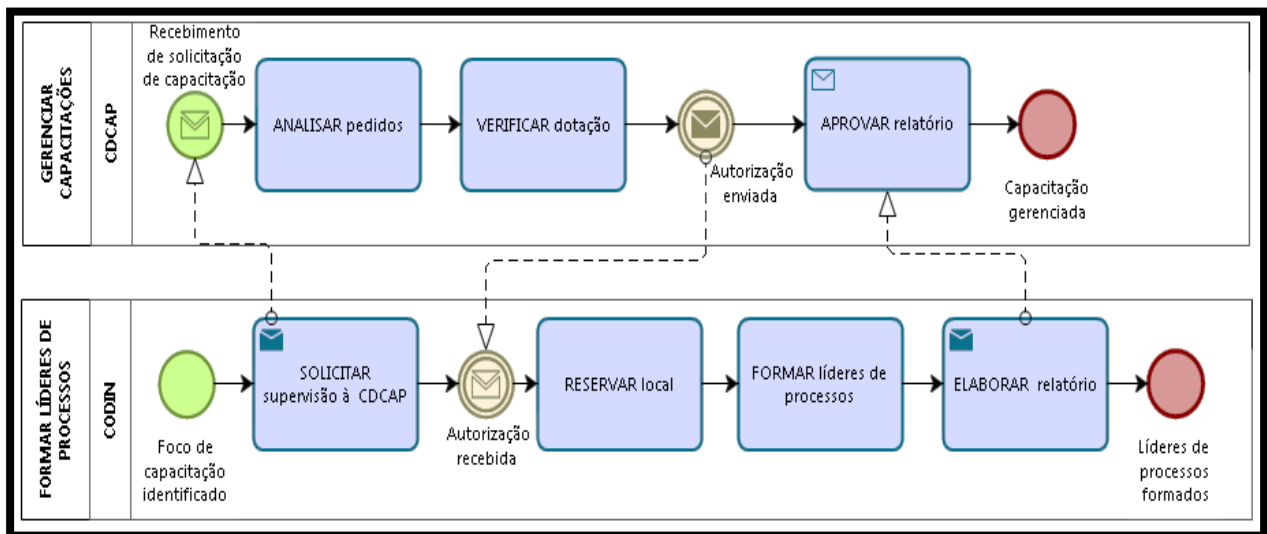 GERENCIAR
CAPACITAÇÕES
CDCAP
Recebimento
de solicitação
de capacitação
ANALISAR pedidos
VERIFICAR dotação
Autorização
enviada
APROVAR relatório
Capacitação
gerenciada
FORMAR LÍDERES DE
PROCESSOS
CODIN
Foco de
capacitação
identificado
SOLICITAR
supervisão à CDCAP
Autorização
recebida
RESERVAR local
FORMAR líderes de
processos
ELABORAR relatório
Líderes de
processos
formados